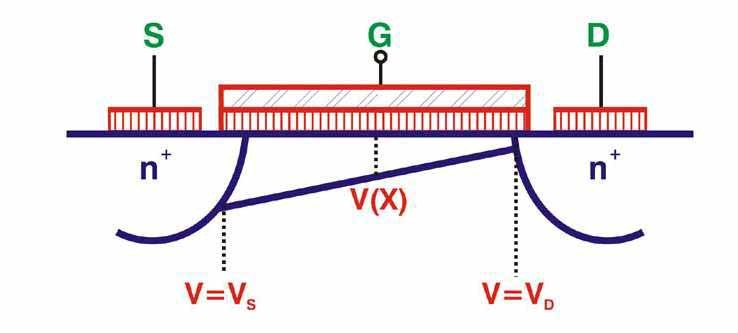 S G D
n+ n+
V(X)
V=VS V=VD